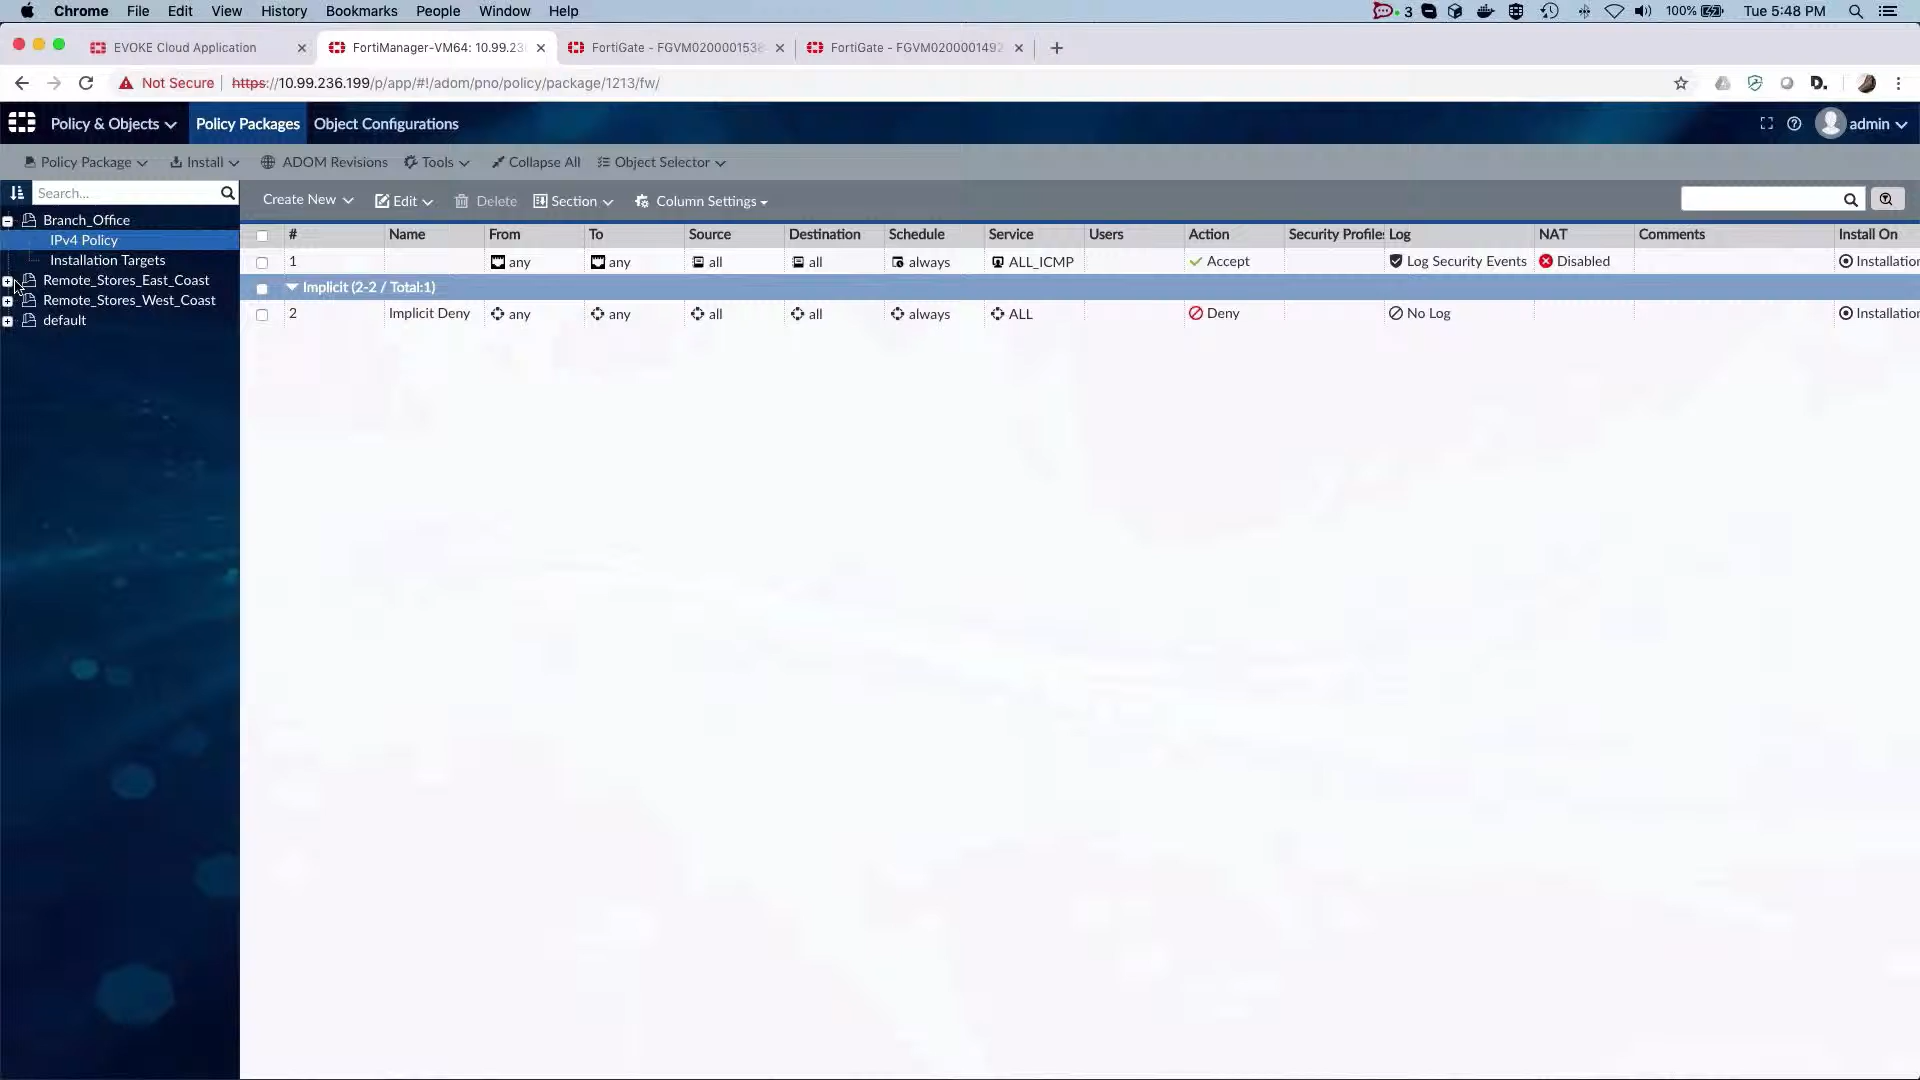 Chrome File Edit View History Bookmarks People Window Help 3 100% Tue 5:48 PM
EVOKE Cloud Application FortiManager-VM64: 10.99.23 FortiGate - FGVM020000153 FortiGate - FGVM0200001492
Not Secure https://10.99.236.199/p/app/#!/adom/pno/policy/package/1213/fw/ D.
Policy & Objects Policy Packages Object Configurations admin
Policy Package Install ADOM Revisions Tools Collapse All Object Selector
Search... Create New Edit Delete Section Column Settings
Branch_Office
IPv4 Policy
Installation Targets
Remote_Stores_East_Coast
Remote_Stores_West_Coast
default
# Name From To Source Destination Schedule Service Users Action Security Profiles Log NAT Comments Install On
1 any any all all always ALL_ICMP Accept Log Security Events Disabled Installation
Implicit (2-2 / Total:1)
2 Implicit Deny any any all all always ALL Deny No Log Installation